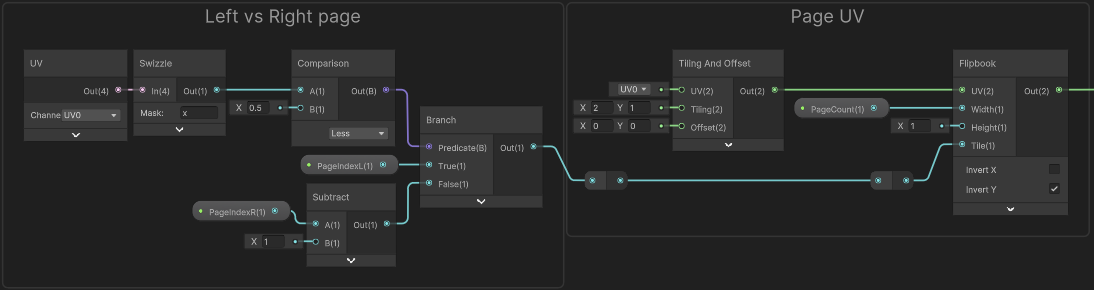 Left vs Right page
UV
Out(4)
Channe UV0
Swizzle
In(4) Out(1)
Mask: x
Comparison
A(1) Out(B)
X 0.5 B(1)
Less
Branch
Predicate(B) Out(1)
PageIndexL(1) True(1)
False(1)
Subtract
PageIndexR(1) A(1) Out(1)
X 1 B(1)
Page UV
Tiling And Offset
UV0 UV(2) Out(2)
X 2 Y 1 Tiling(2)
X 0 Y 0 Offset(2)
Flipbook
UV(2) Out(2)
PageCount(1) Width(1)
X 1 Height(1)
Tile(1)
Invert X
Invert Y